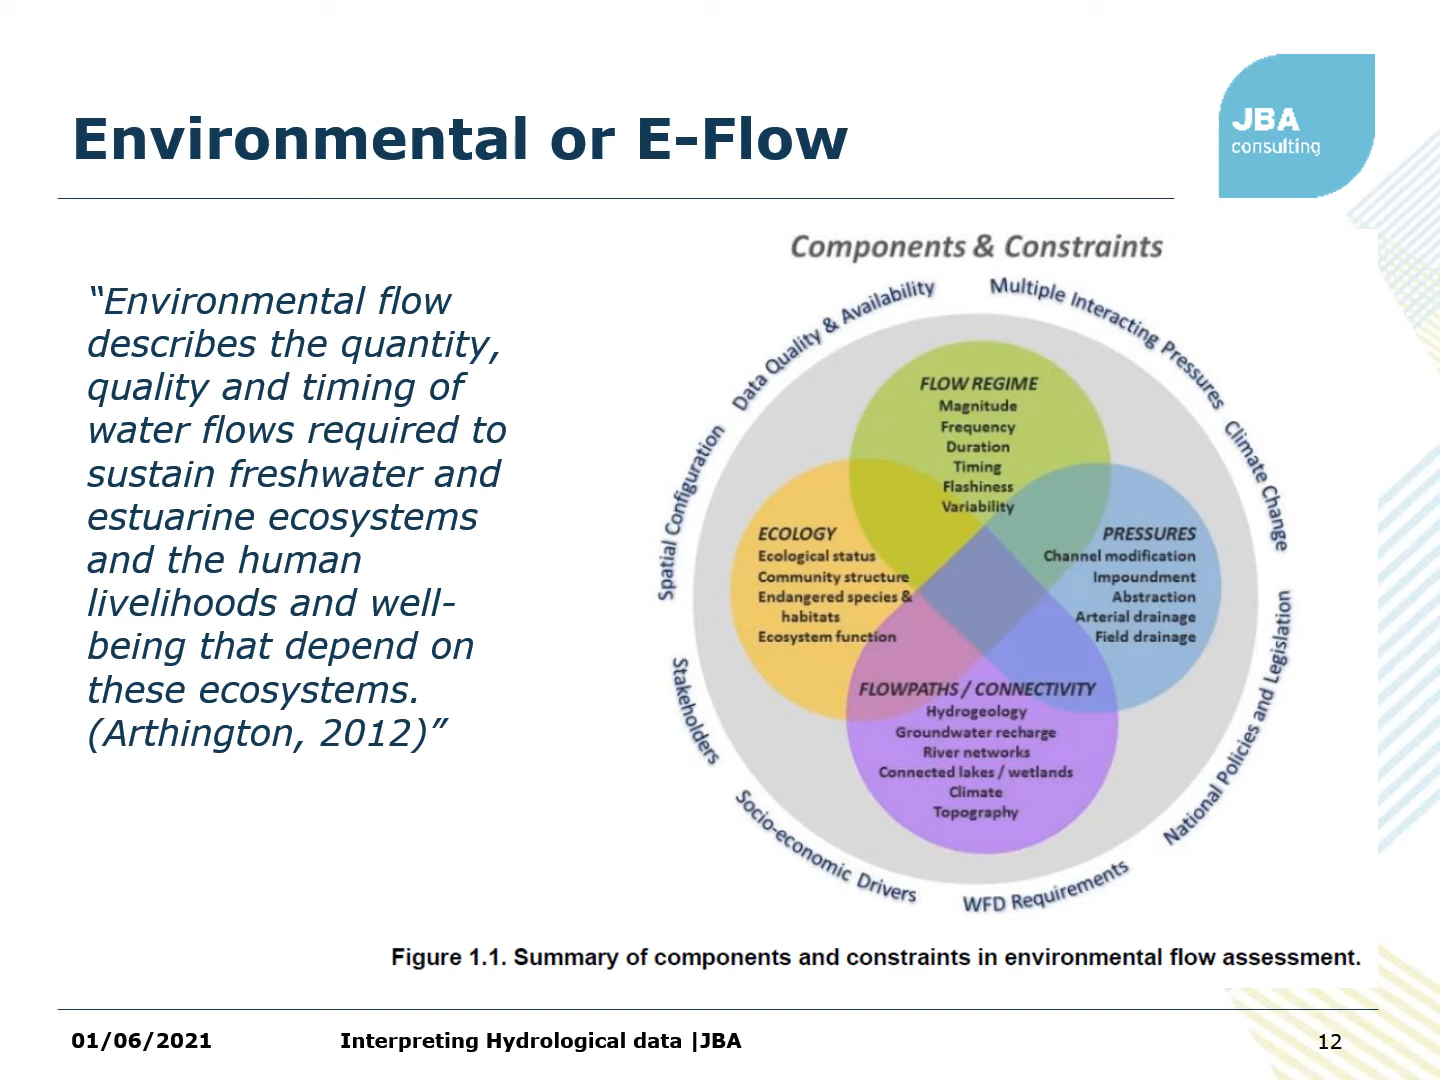 Environmental or E-Flow
JBA
consulting
“Environmental flow
describes the quantity,
quality and timing of
water flows required to
sustain freshwater and
estuarine ecosystems
and the human
livelihoods and well-
being that depend on
these ecosystems.
(Arthington, 2012)”
Components & Constraints
Data Quality & Availability
Multiple Interacting Pressures
Climate Change
National Policies and Legislation
WFD Requirements
Socio-economic Drivers
Stakeholders
Spatial Configuration
FLOW REGIME
Magnitude
Frequency
Duration
Timing
Flashiness
Variability
ECOLOGY
Ecological status
Community structure
Endangered species &
habitats
Ecosystem function
PRESSURES
Channel modification
Impoundment
Abstraction
Arterial drainage
Field drainage
FLOWPATHS / CONNECTIVITY
Hydrogeology
Groundwater recharge
River networks
Connected lakes / wetlands
Climate
Topography
Figure 1.1. Summary of components and constraints in environmental flow assessment.
01/06/2021
Interpreting Hydrological data |JBA
12